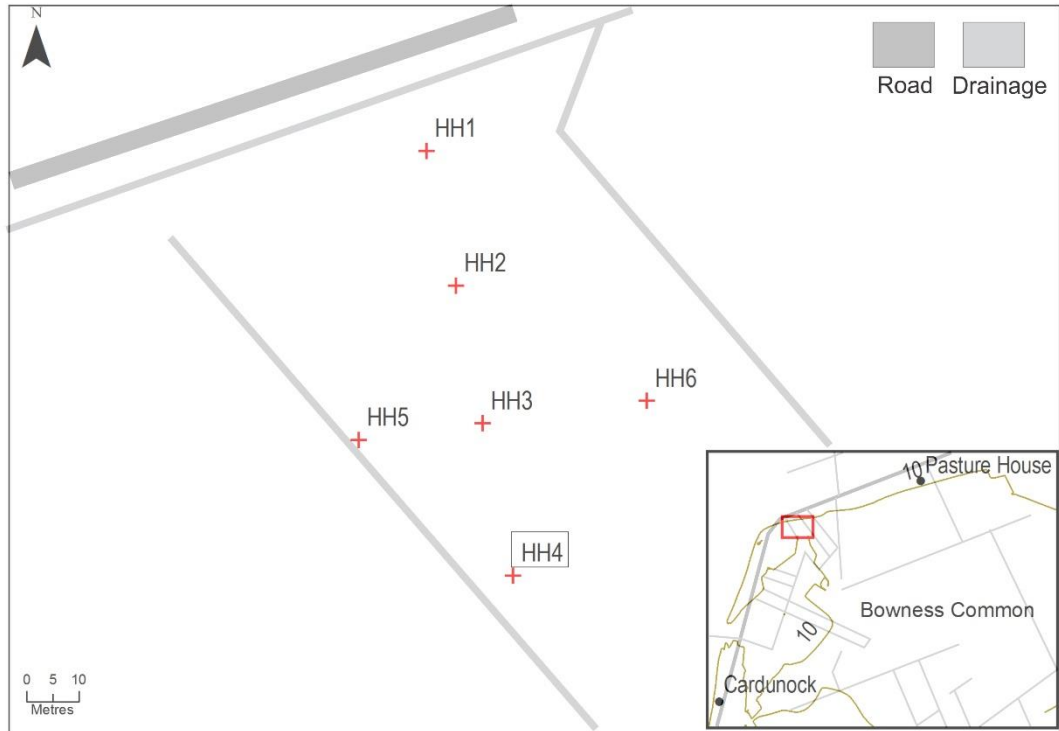 N
Road
Drainage
HH1
HH2
HH6
HH3
HH5
HH4
0 5 10
Metres
10
Pasture House
Bowness Common
10
Cardunock